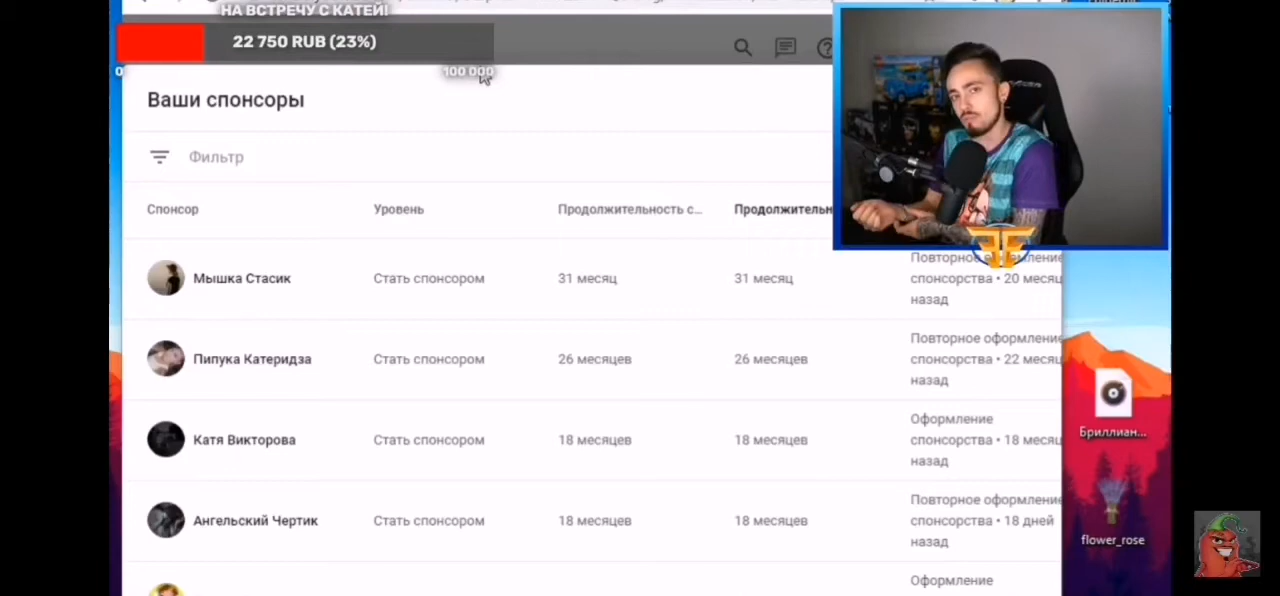 НА ВСТРЕЧУ С КАТЕЙ!
22 750 RUB (23%)
0
100 000
Ваши спонсоры
Фильтр
Спонсор Уровень Продолжительность с... Продолжительн
Мышка Стасик Стать спонсором 31 месяц 31 месяц
Повторное оформление
спонсорства • 20 месяц
назад
Пипука Катеридза Стать спонсором 26 месяцев 26 месяцев
Повторное оформление
спонсорства • 22 месяц
назад
Катя Викторова Стать спонсором 18 месяцев 18 месяцев
Оформление
спонсорства • 18 месяц
назад
Ангельский Чертик Стать спонсором 18 месяцев 18 месяцев
Повторное оформление
спонсорства • 18 дней
назад
Оформление
Бриллиан...
flower_rose